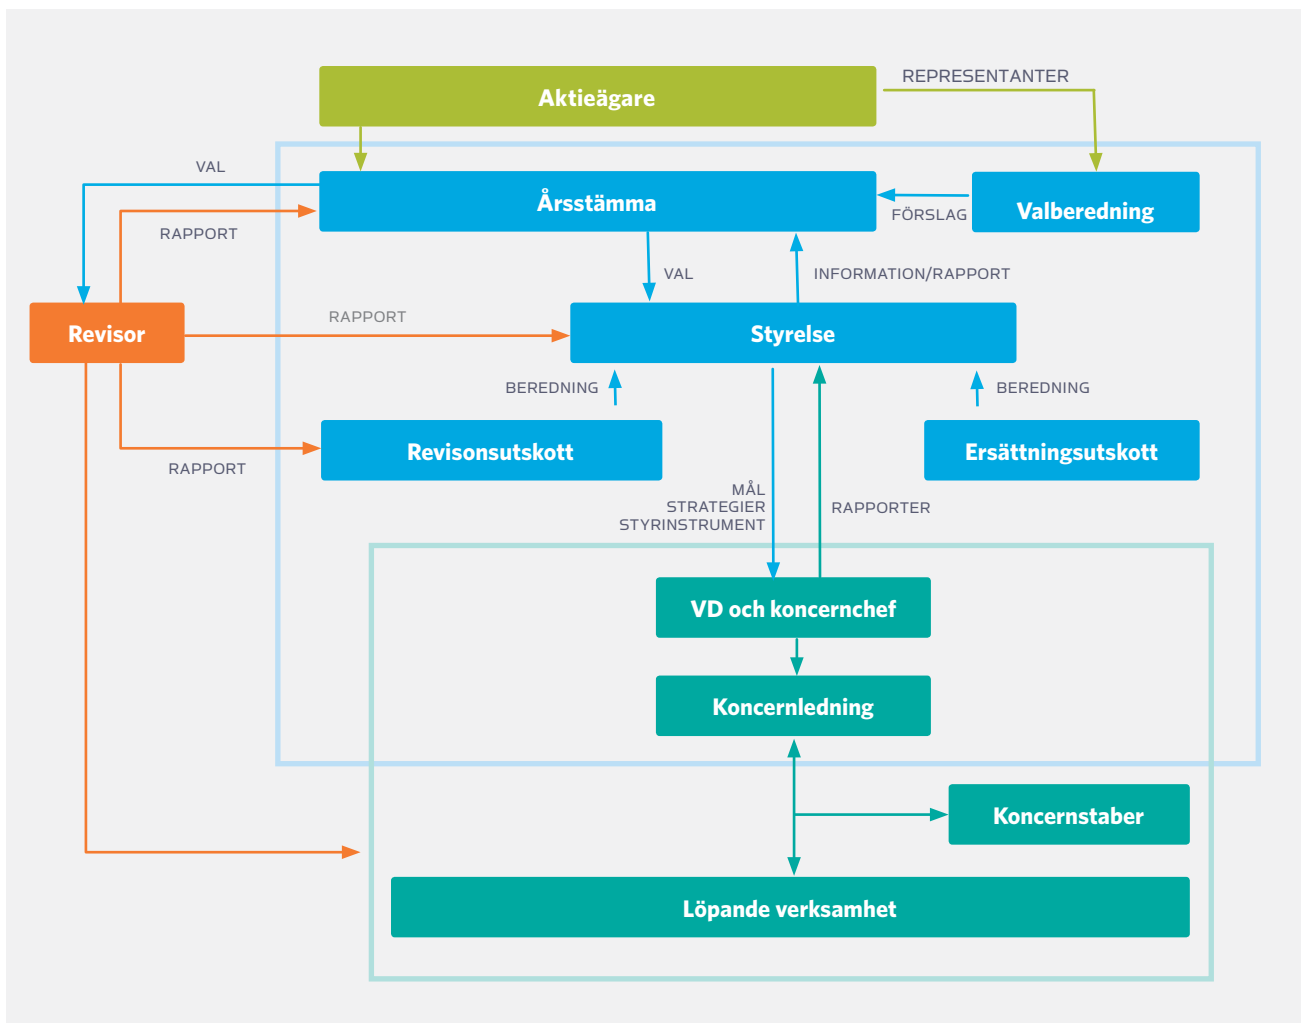 REPRESENTANTER
Aktieägare
VAL
Årsstämma
Valberedning
FÖRSLAG
RAPPORT
VAL
INFORMATION/RAPPORT
Revisor
RAPPORT
Styrelse
BEREDNING
BEREDNING
Revisonsutskott
Ersättningsutskott
RAPPORT
MÅL
STRATEGIER
STYRINSTRUMENT
RAPPORTER
VD och koncernchef
Koncernledning
Koncernstaber
Löpande verksamhet